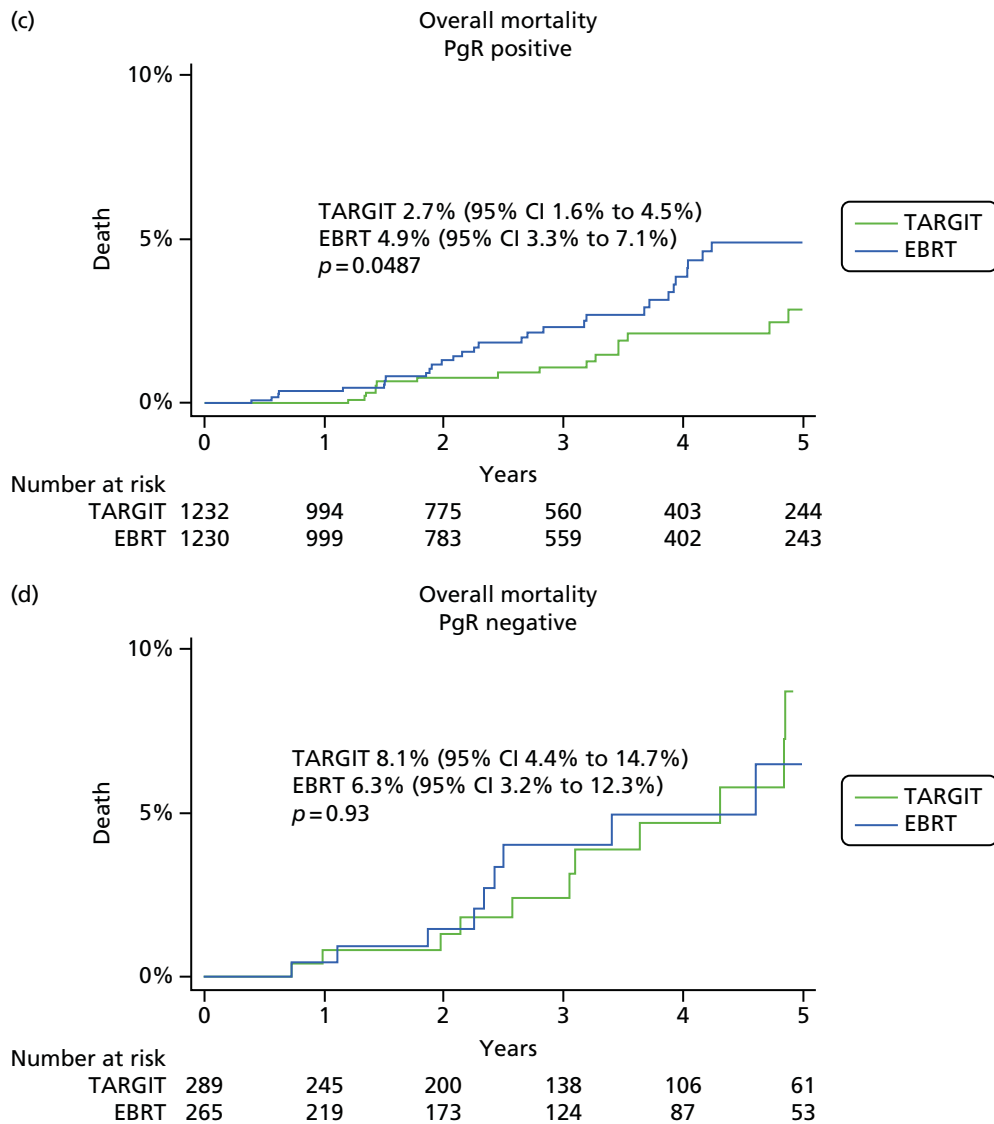 (c)
Overall mortality
PgR positive
10%
5%
0%
Death
TARGIT 2.7% (95% CI 1.6% to 4.5%)
EBRT 4.9% (95% CI 3.3% to 7.1%)
p = 0.0487
TARGIT
EBRT
0 1 2 3 4 5
Years
Number at risk
TARGIT 1232 994 775 560 403 244
EBRT 1230 999 783 559 402 243
(d)
Overall mortality
PgR negative
10%
5%
0%
Death
TARGIT 8.1% (95% CI 4.4% to 14.7%)
EBRT 6.3% (95% CI 3.2% to 12.3%)
p = 0.93
TARGIT
EBRT
0 1 2 3 4 5
Years
Number at risk
TARGIT 289 245 200 138 106 61
EBRT 265 219 173 124 87 53